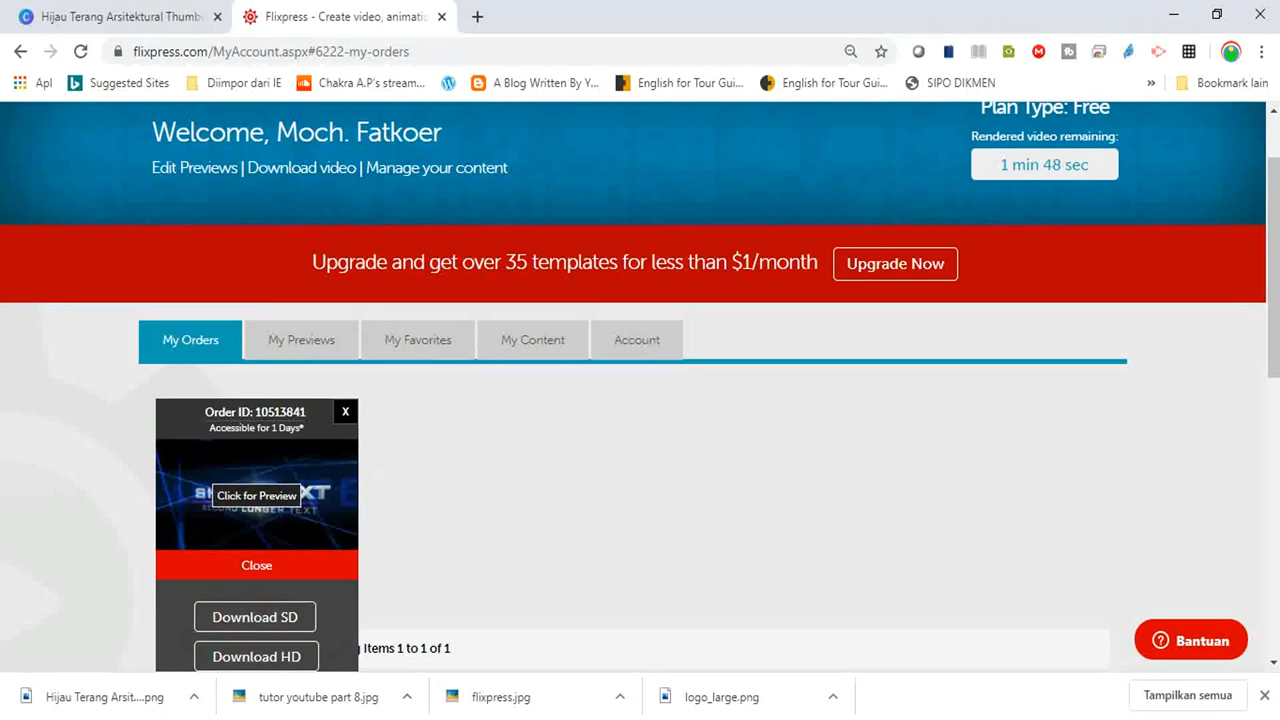 Hijau Terang Arsitektural Thumb
Flixpress - Create video, animati
flixpress.com/MyAccount.aspx#6222-my-orders
Apl
Suggested Sites
Diimpor dari IE
Chakra A.P's stream...
A Blog Written By Y...
English for Tour Gui...
English for Tour Gui...
SIPO DIKMEN
»
Bookmark lain
Plan Type: Free
Welcome, Moch. Fatkoer
Rendered video remaining:
1 min 48 sec
Edit Previews | Download video | Manage your content
Upgrade and get over 35 templates for less than $1/month
Upgrade Now
My Orders
My Previews
My Favorites
My Content
Account
Order ID: 10513841
X
Accessible for 1 Days*
Click for Preview
SECOND LONGER TEXT
Close
Download SD
Download HD
Items 1 to 1 of 1
Bantuan
Hijau Terang Arsit....png
tutor youtube part 8.jpg
flixpress.jpg
logo_large.png
Tampilkan semua